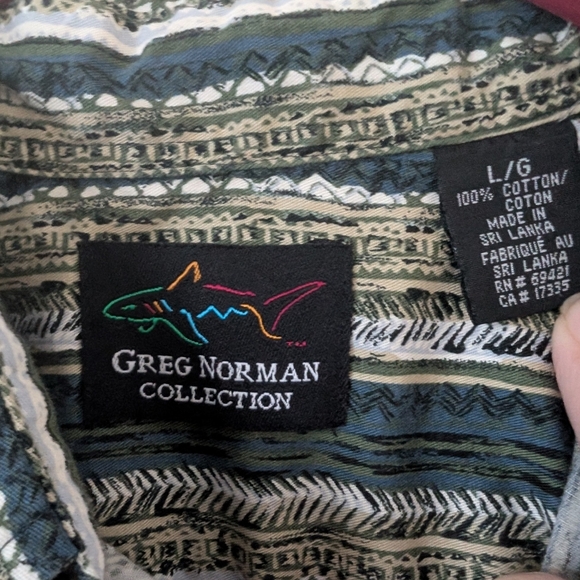 L/G
100% COTTON/
COTON
MADE IN
SRI LANKA
FABRIQUÉ AU
SRI LANKA
RN# 69421
CA# 17335
GREG NORMAN
COLLECTION